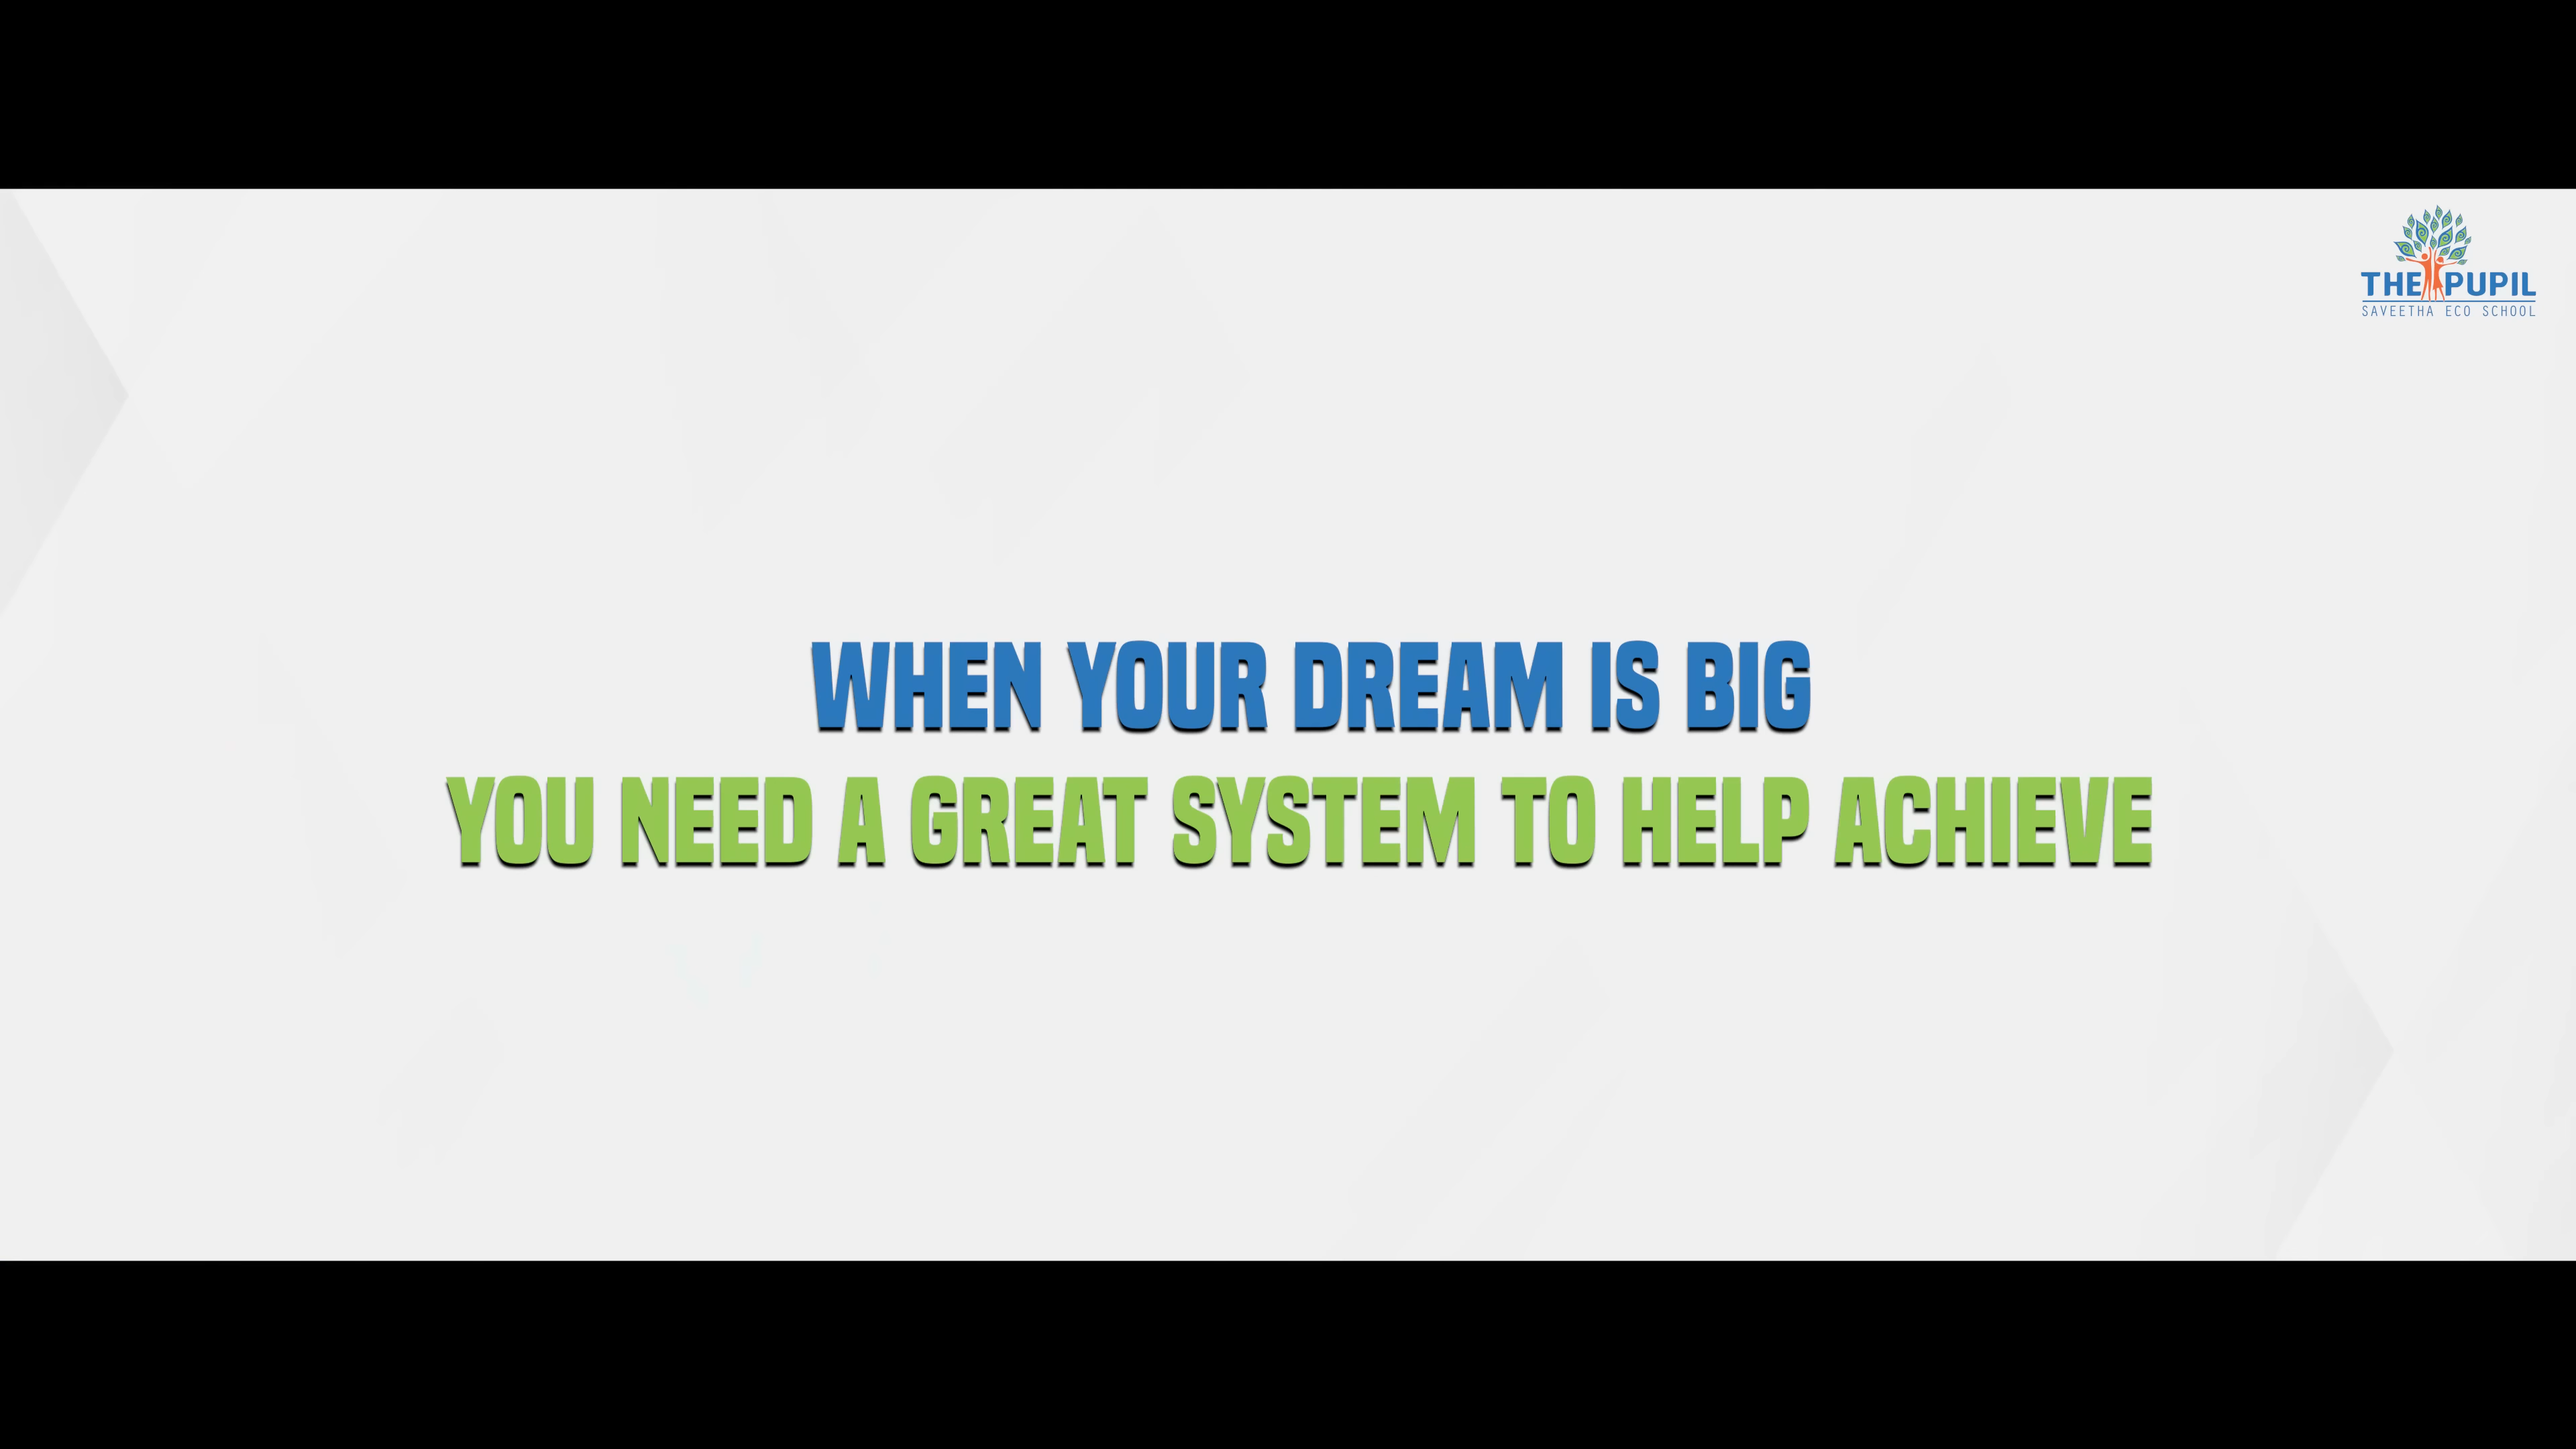 THE PUPIL
SAVEETHA ECO SCHOOL
WHEN YOUR DREAM IS BIG
YOU NEED A GREAT SYSTEM TO HELP ACHIEVE